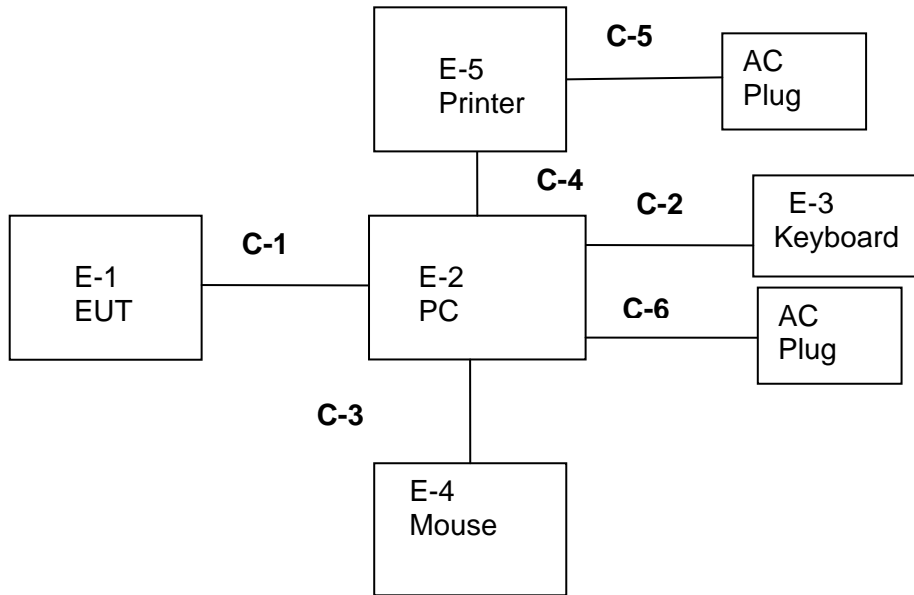 C-5
E-5
Printer
AC
Plug
C-4
C-2
E-3
Keyboard
C-1
E-1
EUT
E-2
PC
C-6
AC
Plug
C-3
E-4
Mouse